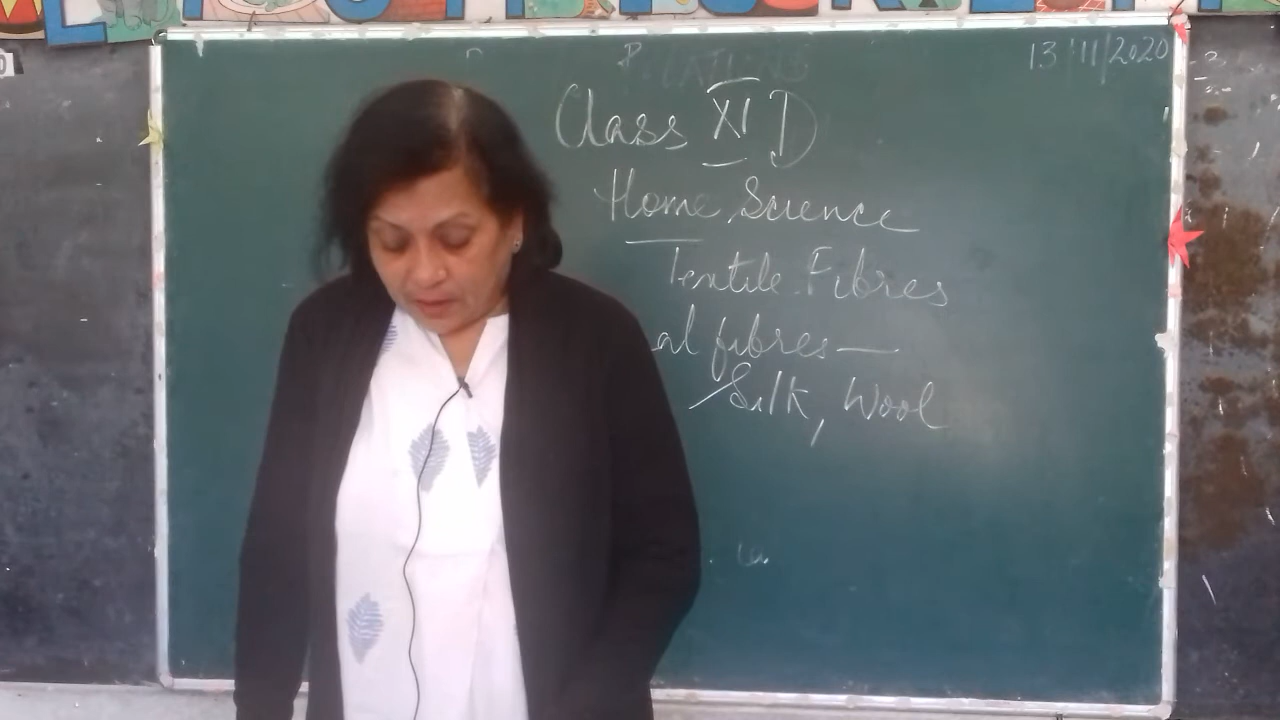 13/11/2020
Class XI D
Home Science
Textile Fibres
al fibres —
Silk, Wool